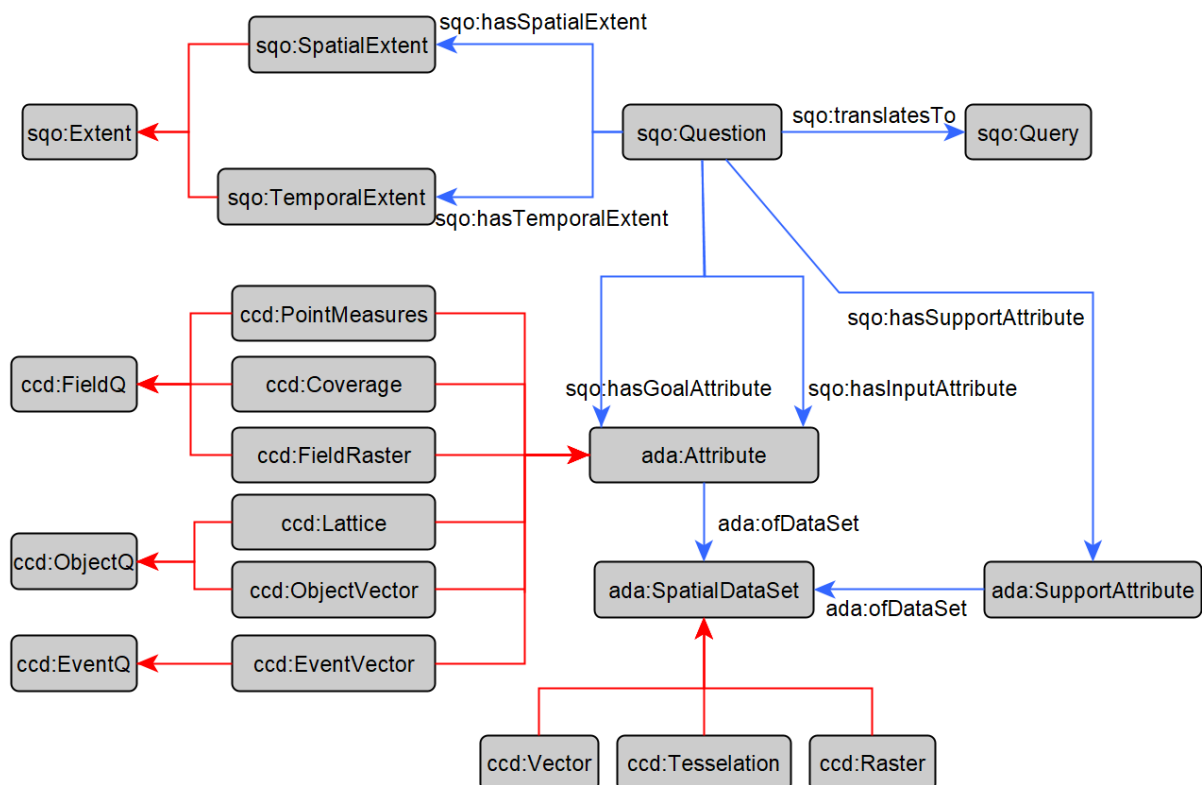 sqo:hasSpatialExtent
sqo:SpatialExtent
sqo:translatesTo
sqo:Extent
sqo:Question
sqo:Query
sqo:TemporalExtent
sqo:hasTemporalExtent
ccd:PointMeasures
sqo:hasSupportAttribute
ccd:FieldQ
ccd:Coverage
sqo:hasGoalAttribute
sqo:hasInputAttribute
ccd:FieldRaster
ada:Attribute
ccd:Lattice
ada:ofDataSet
ccd:ObjectQ
ccd:ObjectVector
ada:SpatialDataSet
ada:SupportAttribute
ada:ofDataSet
ccd:EventQ
ccd:EventVector
ccd:Vector
ccd:Tesselation
ccd:Raster